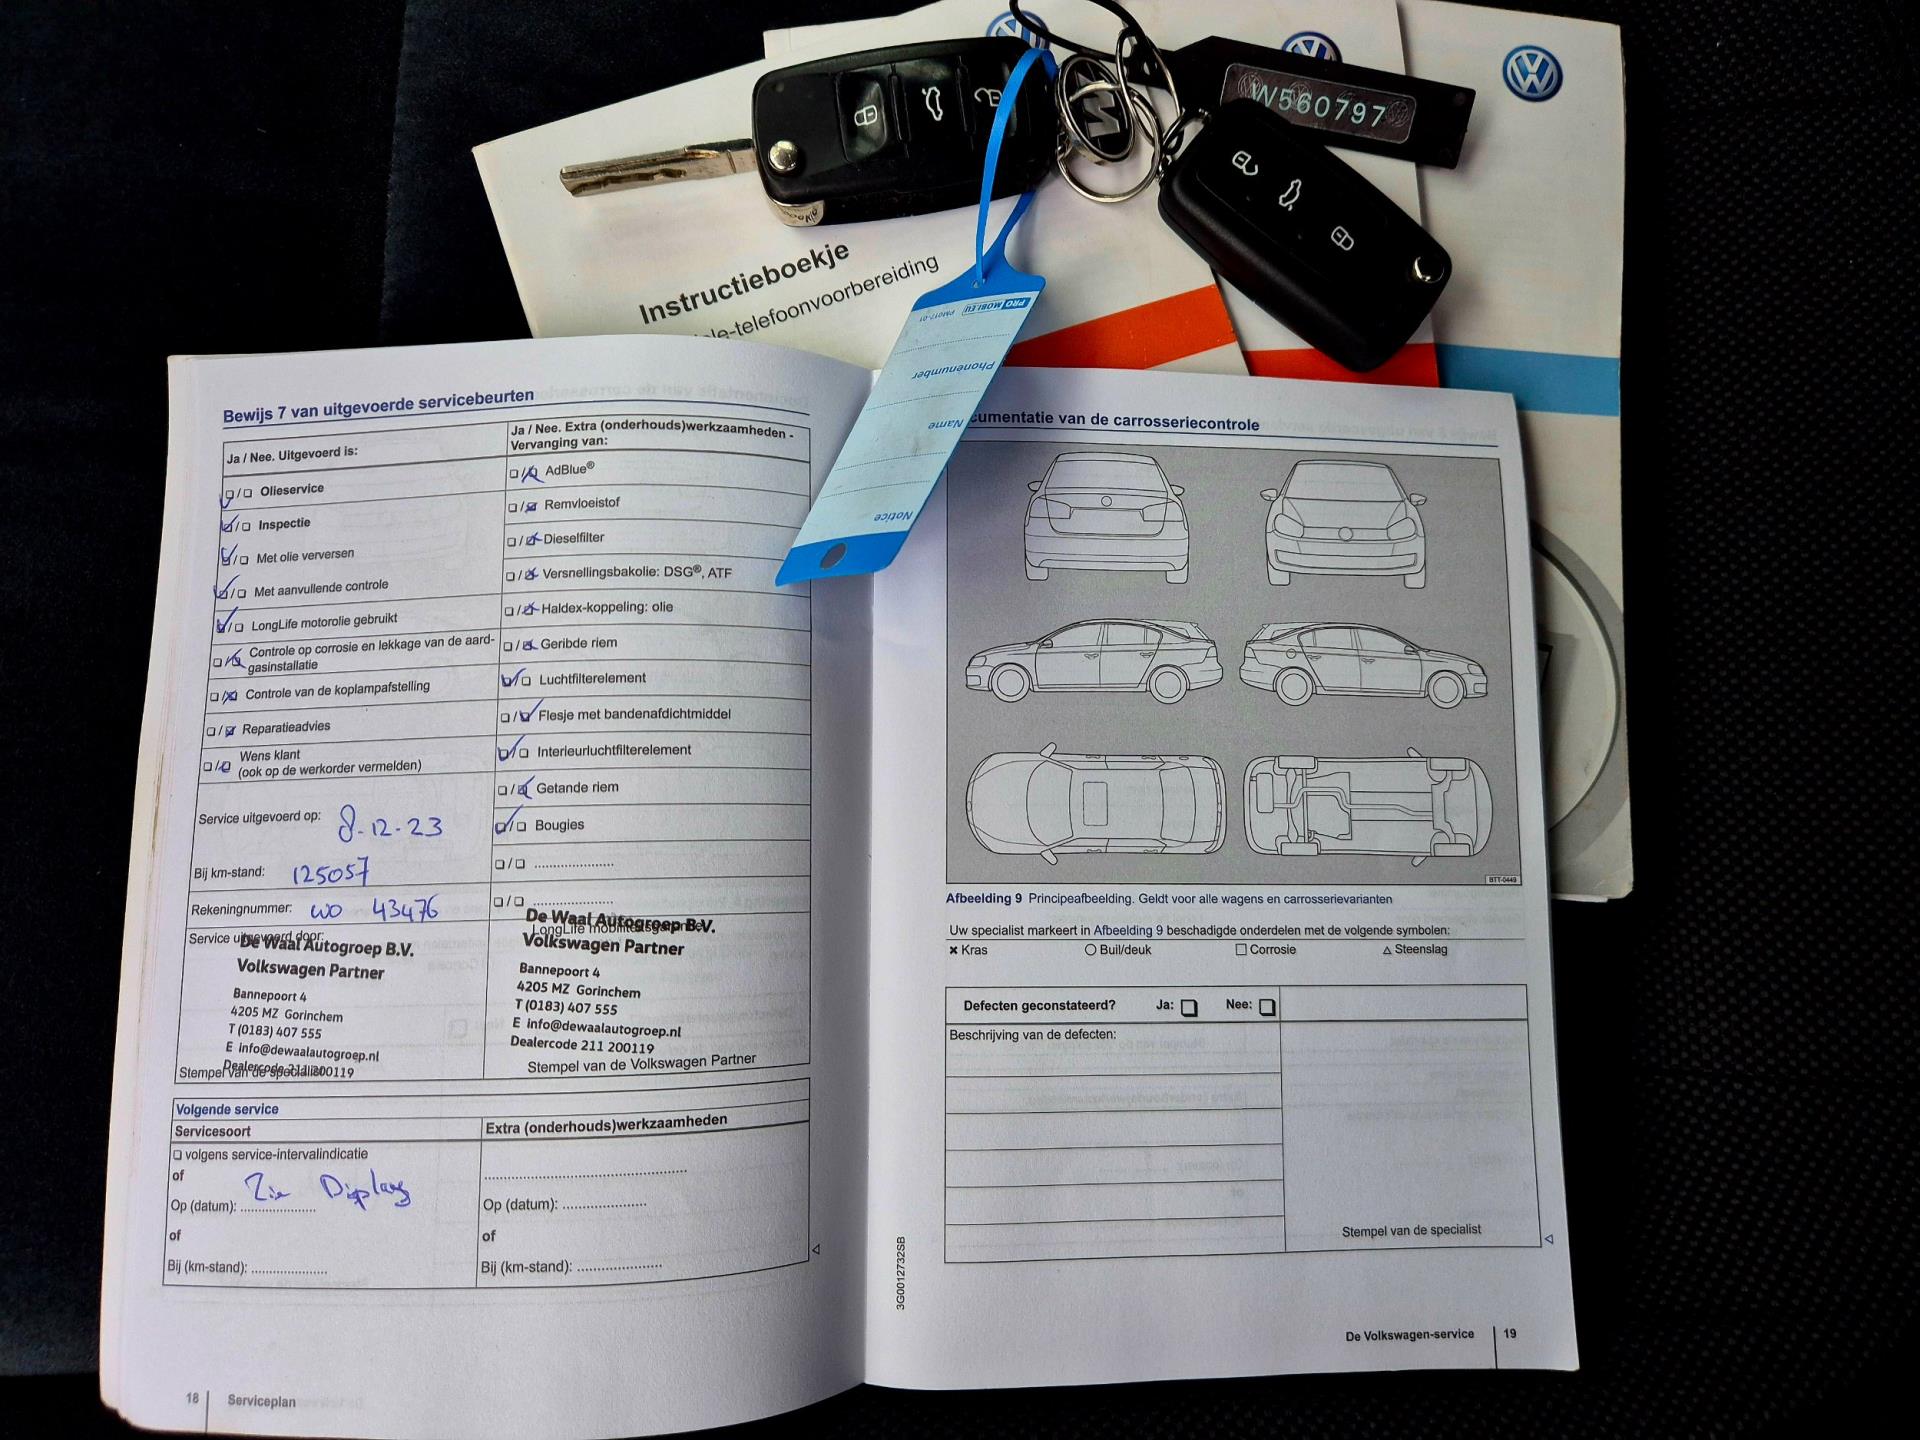 W560797
Instructieboekje
ele-telefoonvoorbereiding
PRO MOBI.EU
PM017-01
Phonenumber
Name
Notice
Bewijs 7 van uitgevoerde servicebeurten
Ja / Nee. Uitgevoerd is:
Olieservice
Inspectie
Met olie verversen
Met aanvullende controle
LongLife motorolie gebruikt
Controle op corrosie en lekkage van de aard-
gasinstallatie
Controle van de koplampafstelling
Reparatieadvies
Wens klant
(ook op de werkorder vermelden)
Service uitgevoerd op: 8-12-23
Bij km-stand: 125057
Rekeningnummer: WO 43476
Service uitgevoerd door:
De Waal Autogroep B.V.
Volkswagen Partner
Bannepoort 4
4205 MZ Gorinchem
T (0183) 407 555
E info@dewaalautogroep.nl
Dealercode 211 200119
Stempel van de specialist
Ja / Nee. Extra (onderhouds)werkzaamheden -
Vervanging van:
AdBlue®
Remvloeistof
Dieselfilter
Versnellingsbakolie: DSG®, ATF
Haldex-koppeling: olie
Geribde riem
Luchtfilterelement
Flesje met bandenafdichtmiddel
Interieurluchtfilterelement
Getande riem
Bougies
De Waal Autogroep B.V.
Volkswagen Partner
Bannepoort 4
4205 MZ Gorinchem
T (0183) 407 555
E info@dewaalautogroep.nl
Dealercode 211 200119
Stempel van de Volkswagen Partner
Volgende service
Servicesoort
volgens service-intervalindicatie
of
Zie Display
Op (datum):
of
Bij (km-stand):
Extra (onderhouds)werkzaamheden
Op (datum):
of
Bij (km-stand):
18 Serviceplan
cumentatie van de carrosseriecontrole
BTT-0449
Afbeelding 9 Principeafbeelding. Geldt voor alle wagens en carrosserievarianten
Uw specialist markeert in Afbeelding 9 beschadigde onderdelen met de volgende symbolen:
Kras Buil/deuk Corrosie Steenslag
Defecten geconstateerd? Ja: Nee:
Beschrijving van de defecten:
Stempel van de specialist
3G0012732SB
De Volkswagen-service 19